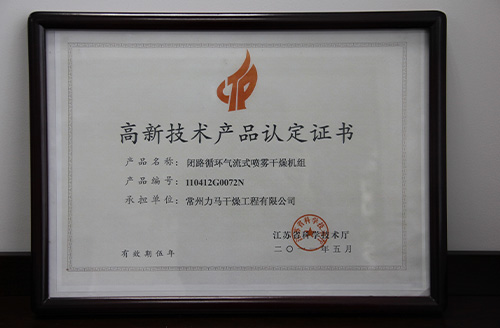 高新技术产品认定证书
产品名称：闭路循环气流式喷雾干燥机组
产品编号：110412G0072N
承担单位：常州力马干燥工程有限公司
江苏省科学技术厅
有效期伍年
二〇 年五月